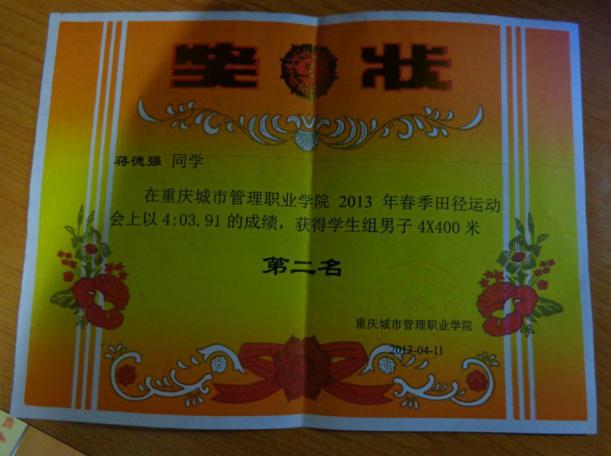 奖状
蒋德强 同学
在重庆城市管理职业学院 2013 年春季田径运动
会上以 4:03.91 的成绩，获得学生组男子 4X400 米
第二名
重庆城市管理职业学院
2013-04-11